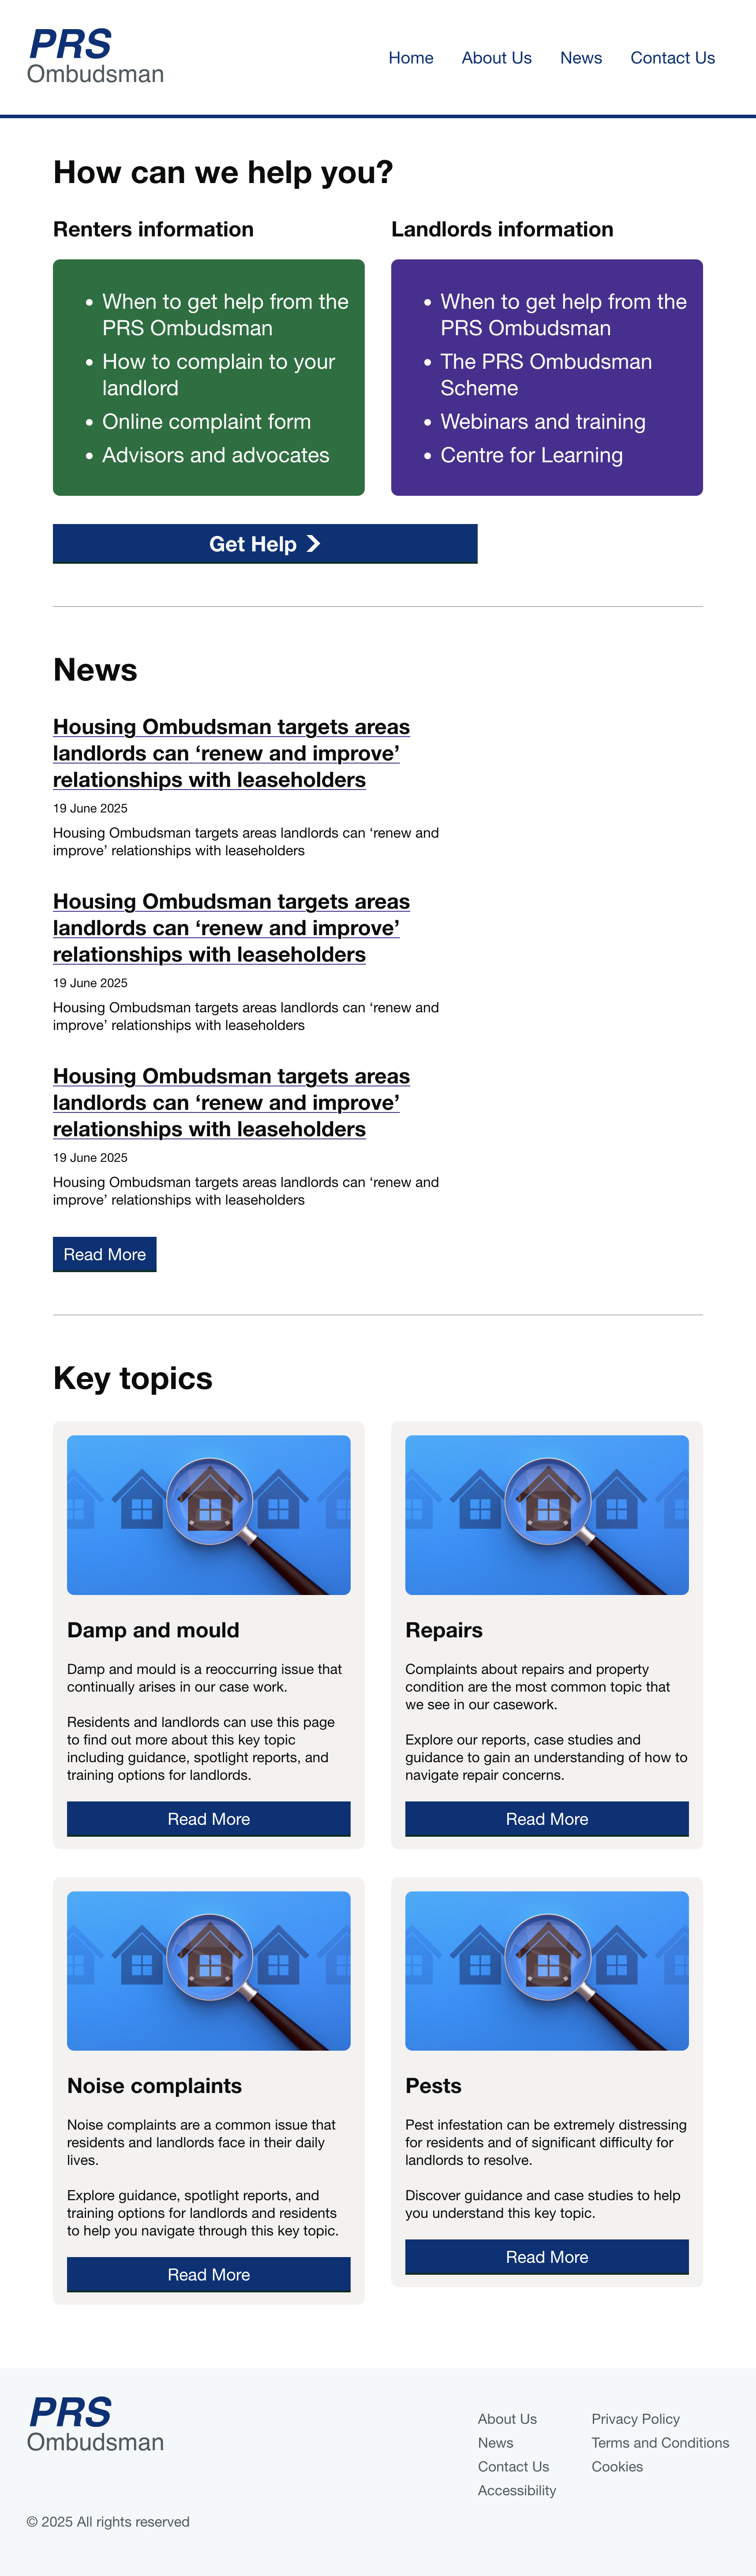 PRS
Ombudsman
Home
About Us
News
Contact Us
How can we help you?
Renters information
• When to get help from the
PRS Ombudsman
• How to complain to your
landlord
• Online complaint form
• Advisors and advocates
Landlords information
• When to get help from the
PRS Ombudsman
• The PRS Ombudsman
Scheme
• Webinars and training
• Centre for Learning
Get Help
News
Housing Ombudsman targets areas
landlords can ‘renew and improve’
relationships with leaseholders
19 June 2025
Housing Ombudsman targets areas landlords can ‘renew and
improve’ relationships with leaseholders
Housing Ombudsman targets areas
landlords can ‘renew and improve’
relationships with leaseholders
19 June 2025
Housing Ombudsman targets areas landlords can ‘renew and
improve’ relationships with leaseholders
Housing Ombudsman targets areas
landlords can ‘renew and improve’
relationships with leaseholders
19 June 2025
Housing Ombudsman targets areas landlords can ‘renew and
improve’ relationships with leaseholders
Read More
Key topics
Damp and mould
Damp and mould is a reoccurring issue that
continually arises in our case work.
Residents and landlords can use this page
to find out more about this key topic
including guidance, spotlight reports, and
training options for landlords.
Read More
Repairs
Complaints about repairs and property
condition are the most common topic that
we see in our casework.
Explore our reports, case studies and
guidance to gain an understanding of how to
navigate repair concerns.
Read More
Noise complaints
Noise complaints are a common issue that
residents and landlords face in their daily
lives.
Explore guidance, spotlight reports, and
training options for landlords and residents
to help you navigate through this key topic.
Read More
Pests
Pest infestation can be extremely distressing
for residents and of significant difficulty for
landlords to resolve.
Discover guidance and case studies to help
you understand this key topic.
Read More
PRS
Ombudsman
About Us
News
Contact Us
Accessibility
Privacy Policy
Terms and Conditions
Cookies
© 2025 All rights reserved